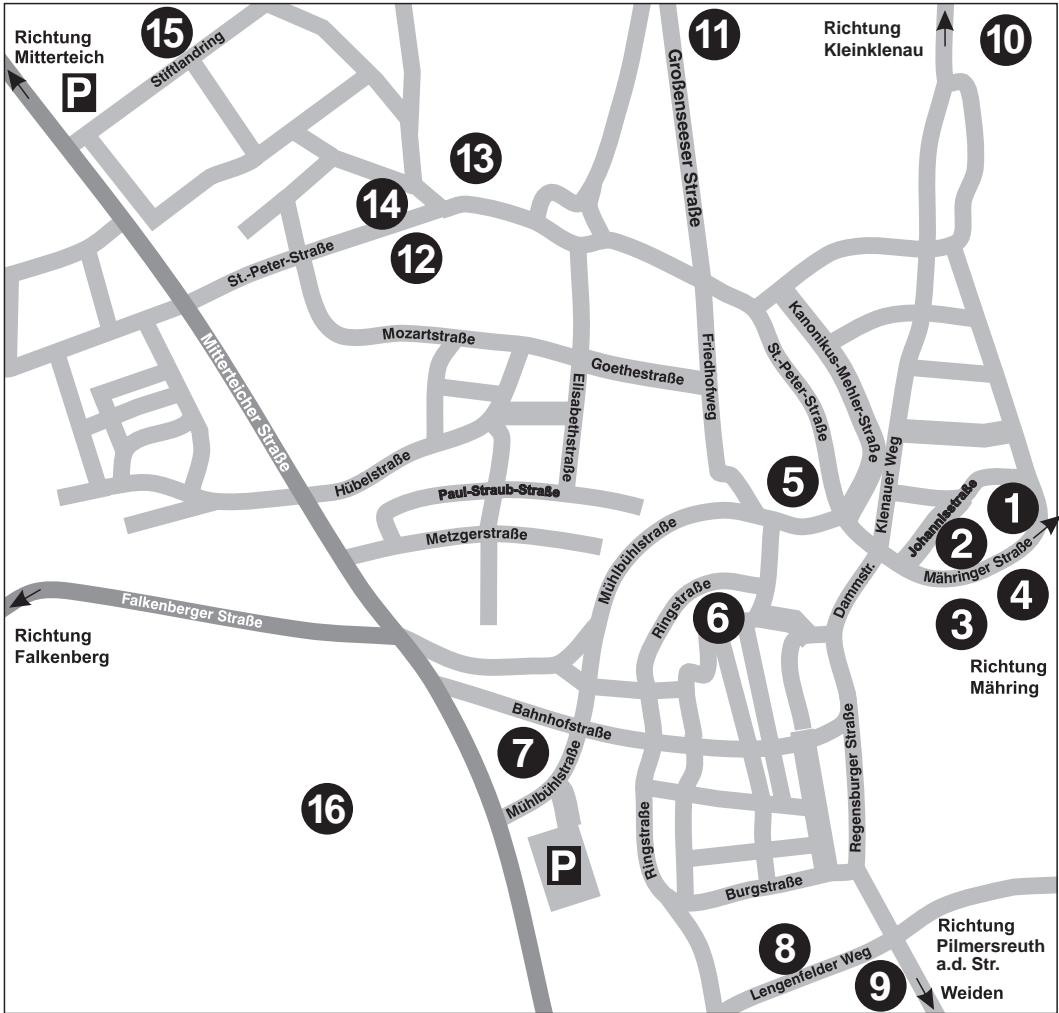 15
11
Richtung
Kleinklenau
10
Richtung
Mitterteich
P
Stiftlandring
Großenseeser Straße
13
14
12
St.-Peter-Straße
Mozartstraße
Goethestraße
Friedhofweg
St.-Peter-Straße
Kanonikus-Mehler-Straße
Mitterteicher Straße
Elisabethstraße
Hübelstraße
Paul-Straub-Straße
Metzgerstraße
5
Klenauer Weg
Johannisstraße
1
2
Mähringer Straße
4
3
Richtung
Mähring
Mühlbühlstraße
Ringstraße
6
Dammstr.
Falkenberger Straße
Richtung
Falkenberg
Bahnhofstraße
7
Mühlbühlstraße
Regensburger Straße
16
Ringstraße
P
Burgstraße
8
Lengenfelder Weg
9
Richtung
Pilmersreuth
a.d. Str.
Weiden